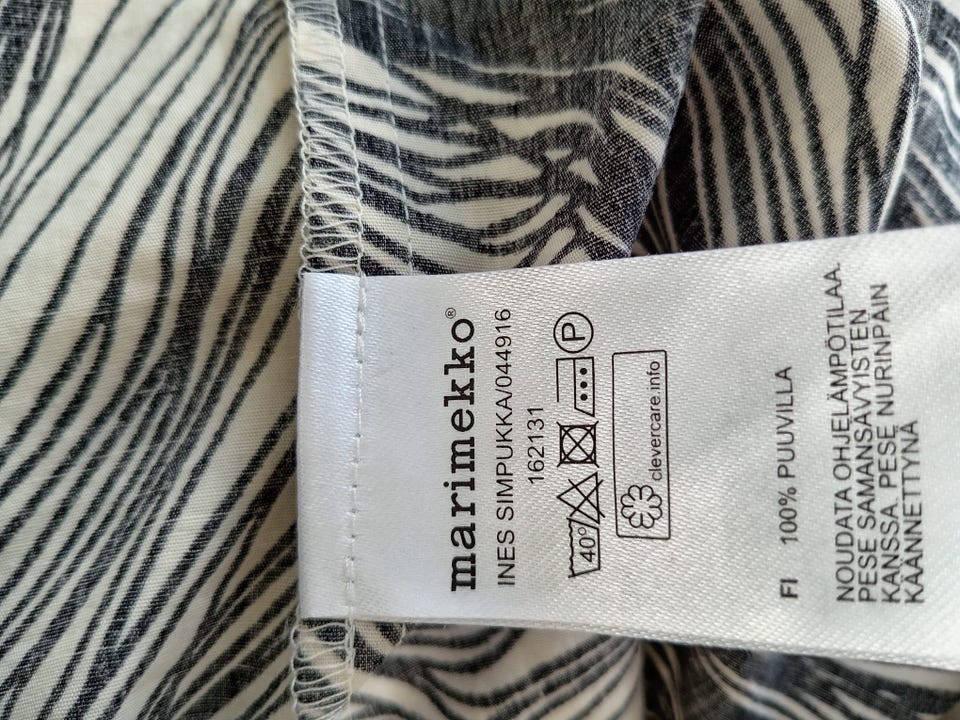 marimekko®
INES SIMPUKKA/044916
162131
40° P
clevercare.info
FI 100% PUUVILLA
NOUDATA OHJELÄMPÖTILAA.
PESE SAMANSÄVYISTEN
KANSSA. PESE NURINPÄIN
KÄÄNNETTYNÄ